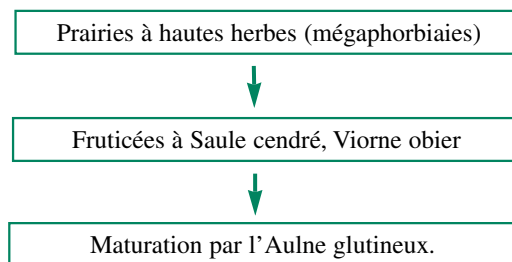 Prairies à hautes herbes (mégaphorbiaies)
Fruticées à Saule cendré, Viorne obier
Maturation par l’Aulne glutineux.